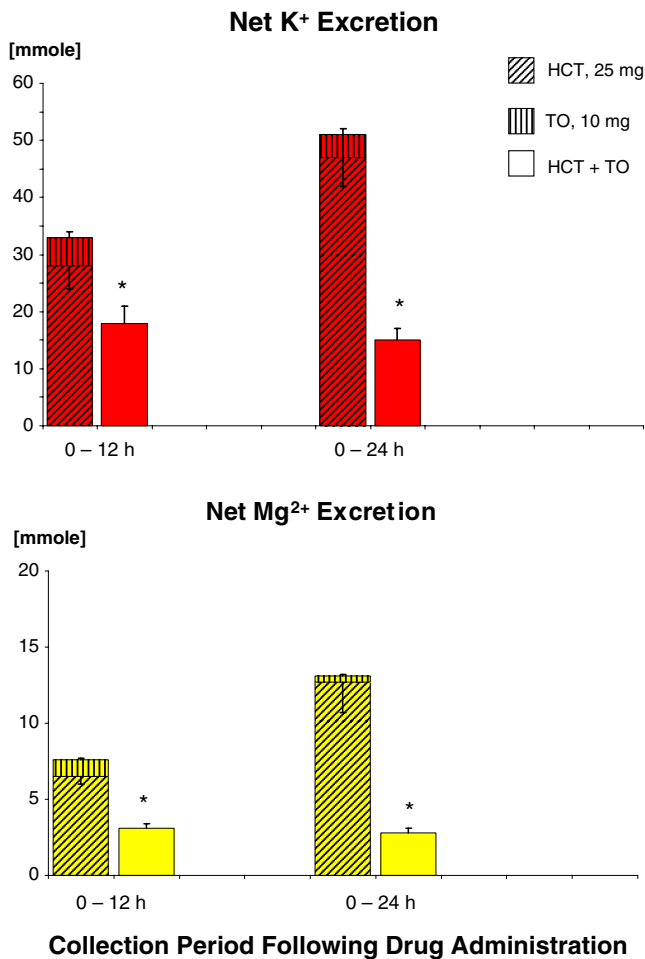 Net K⁺ Excretion
[mmole]
HCT, 25 mg
TO, 10 mg
HCT + TO
60
50
40
30
20
10
0
*
*
0 – 12 h
0 – 24 h
Net Mg²⁺ Excretion
[mmole]
20
15
10
5
0
*
*
0 – 12 h
0 – 24 h
Collection Period Following Drug Administration